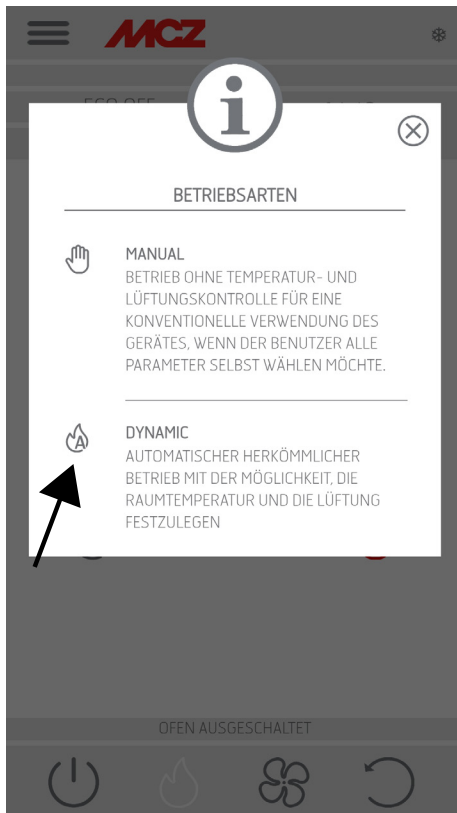 MCZ
i
BETRIEBSARTEN
MANUAL
BETRIEB OHNE TEMPERATUR- UND
LÜFTUNGSKONTROLLE FÜR EINE
KONVENTIONELLE VERWENDUNG DES
GERÄTES, WENN DER BENUTZER ALLE
PARAMETER SELBST WÄHLEN MÖCHTE.
A
DYNAMIC
AUTOMATISCHER HERKÖMMLICHER
BETRIEB MIT DER MÖGLICHKEIT, DIE
RAUMTEMPERATUR UND DIE LÜFTUNG
FESTZULEGEN
OFEN AUSGESCHALTET